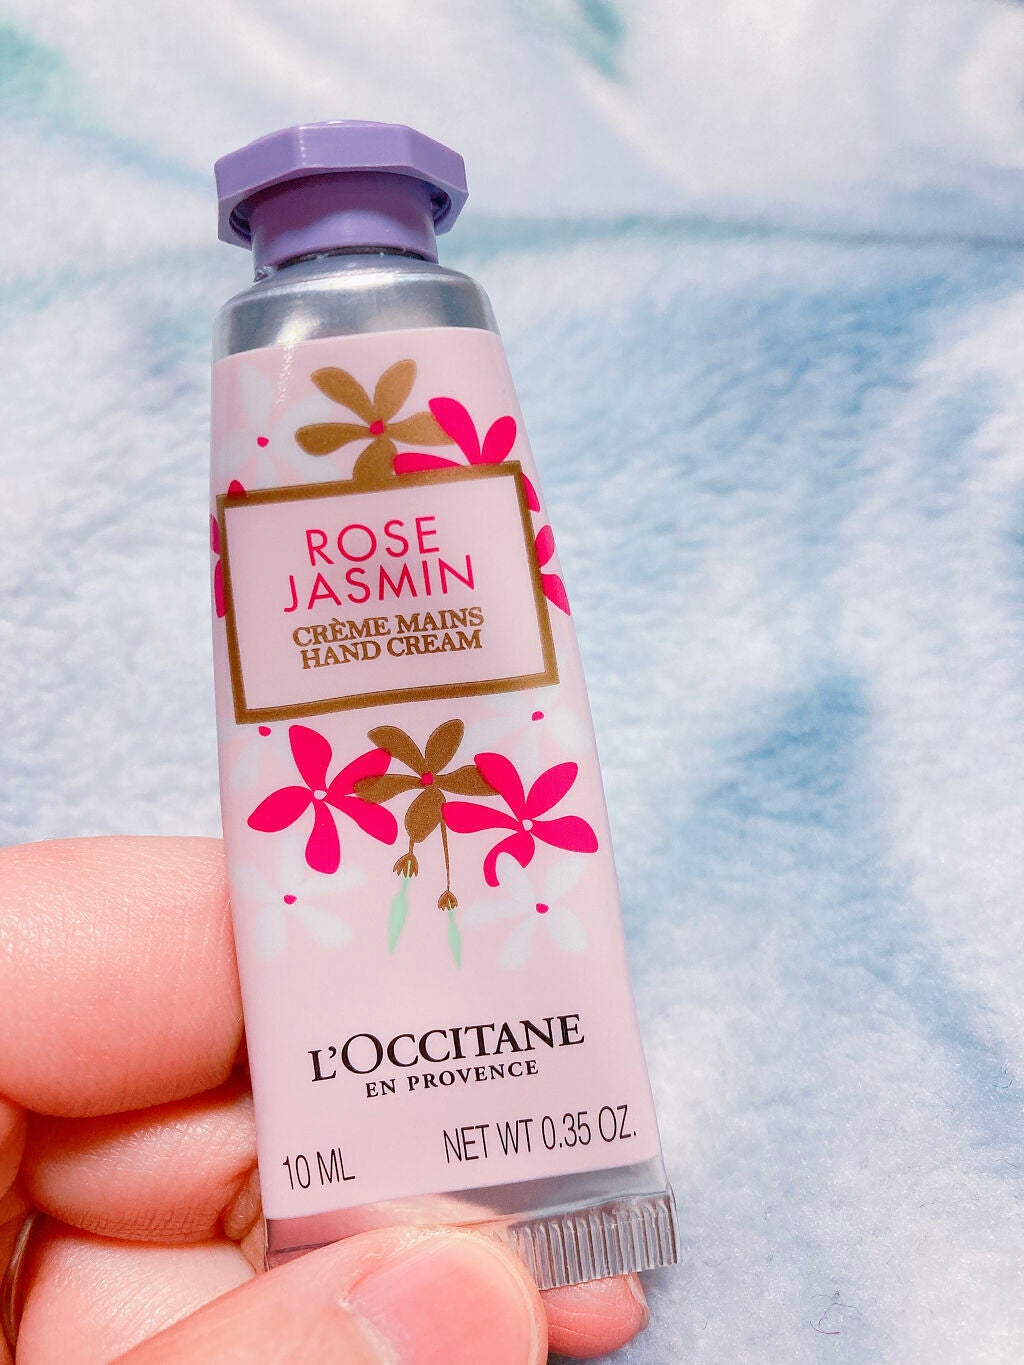 ROSE
JASMIN
CRÈME MAINS
HAND CREAM
L'OCCITANE
EN PROVENCE
10 ML NET WT 0.35 OZ.